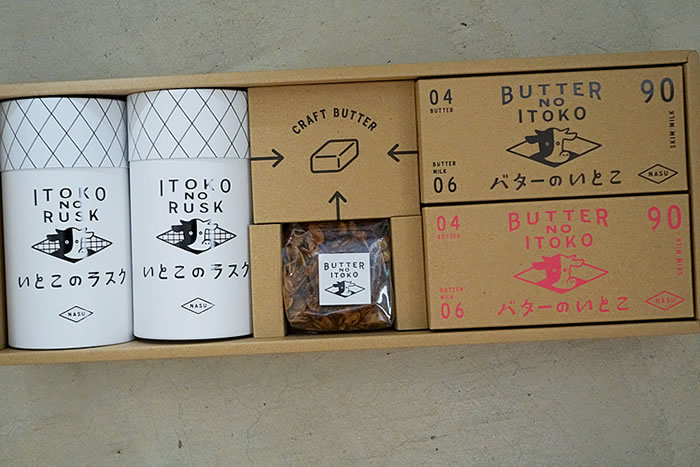 ITOKO
NO
RUSK
いとこのラスク
NASU
ITOKO
NO
RUSK
いとこのラスク
NASU
CRAFT BUTTER
BUTTER
NO
ITOKO
04
BUTTER
BUTTER
NO
ITOKO
90
SKIM MILK
BUTTER
MILK
06
バターのいとこ
NASU
04
BUTTER
BUTTER
NO
ITOKO
90
SKIM MILK
BUTTER
MILK
06
バターのいとこ
NASU